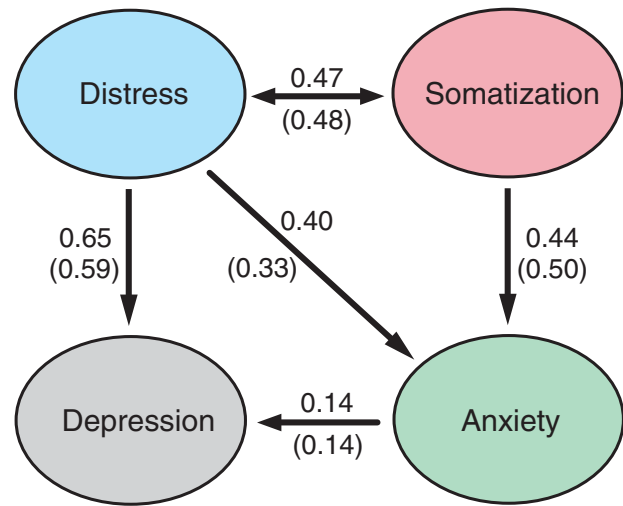 Distress
0.47
(0.48)
Somatization
0.65
(0.59)
0.40
(0.33)
0.44
(0.50)
Depression
0.14
(0.14)
Anxiety